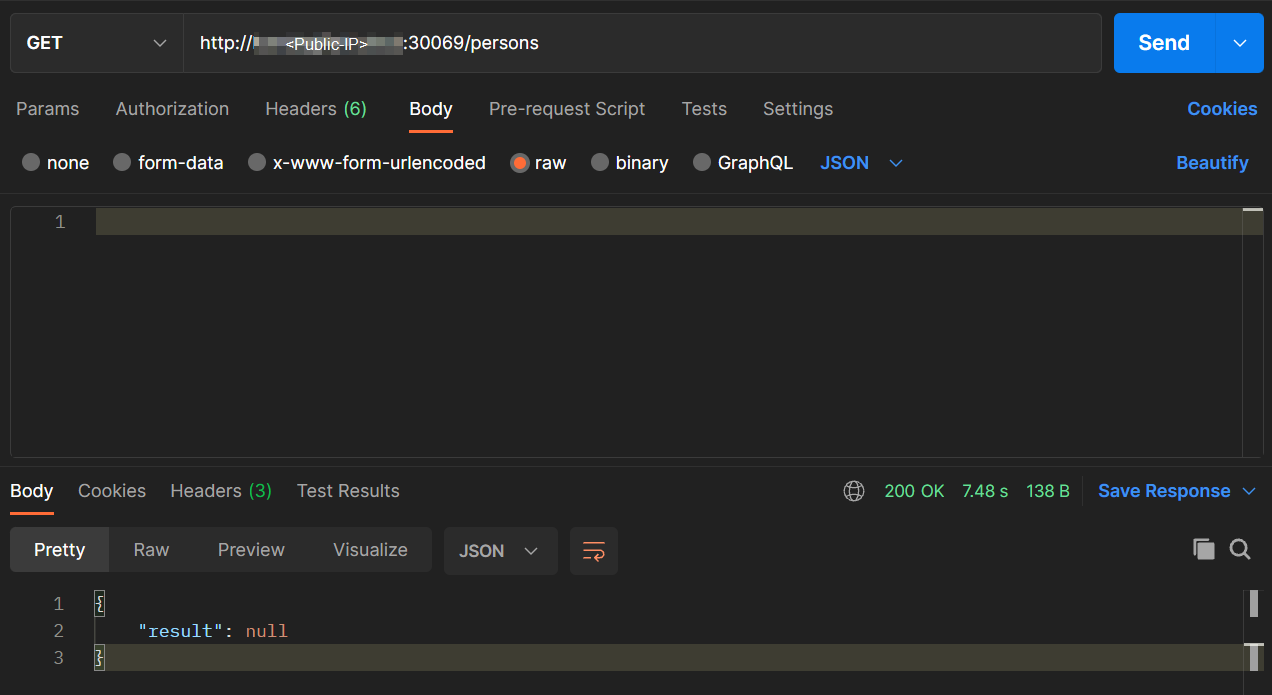 GET http://<Public-IP>:30069/persons Send
Params Authorization Headers (6) Body Pre-request Script Tests Settings Cookies
none form-data x-www-form-urlencoded raw binary GraphQL JSON Beautify
1
Body Cookies Headers (3) Test Results 200 OK 7.48 s 138 B Save Response
Pretty Raw Preview Visualize JSON
1 {
2 "result": null
3 }